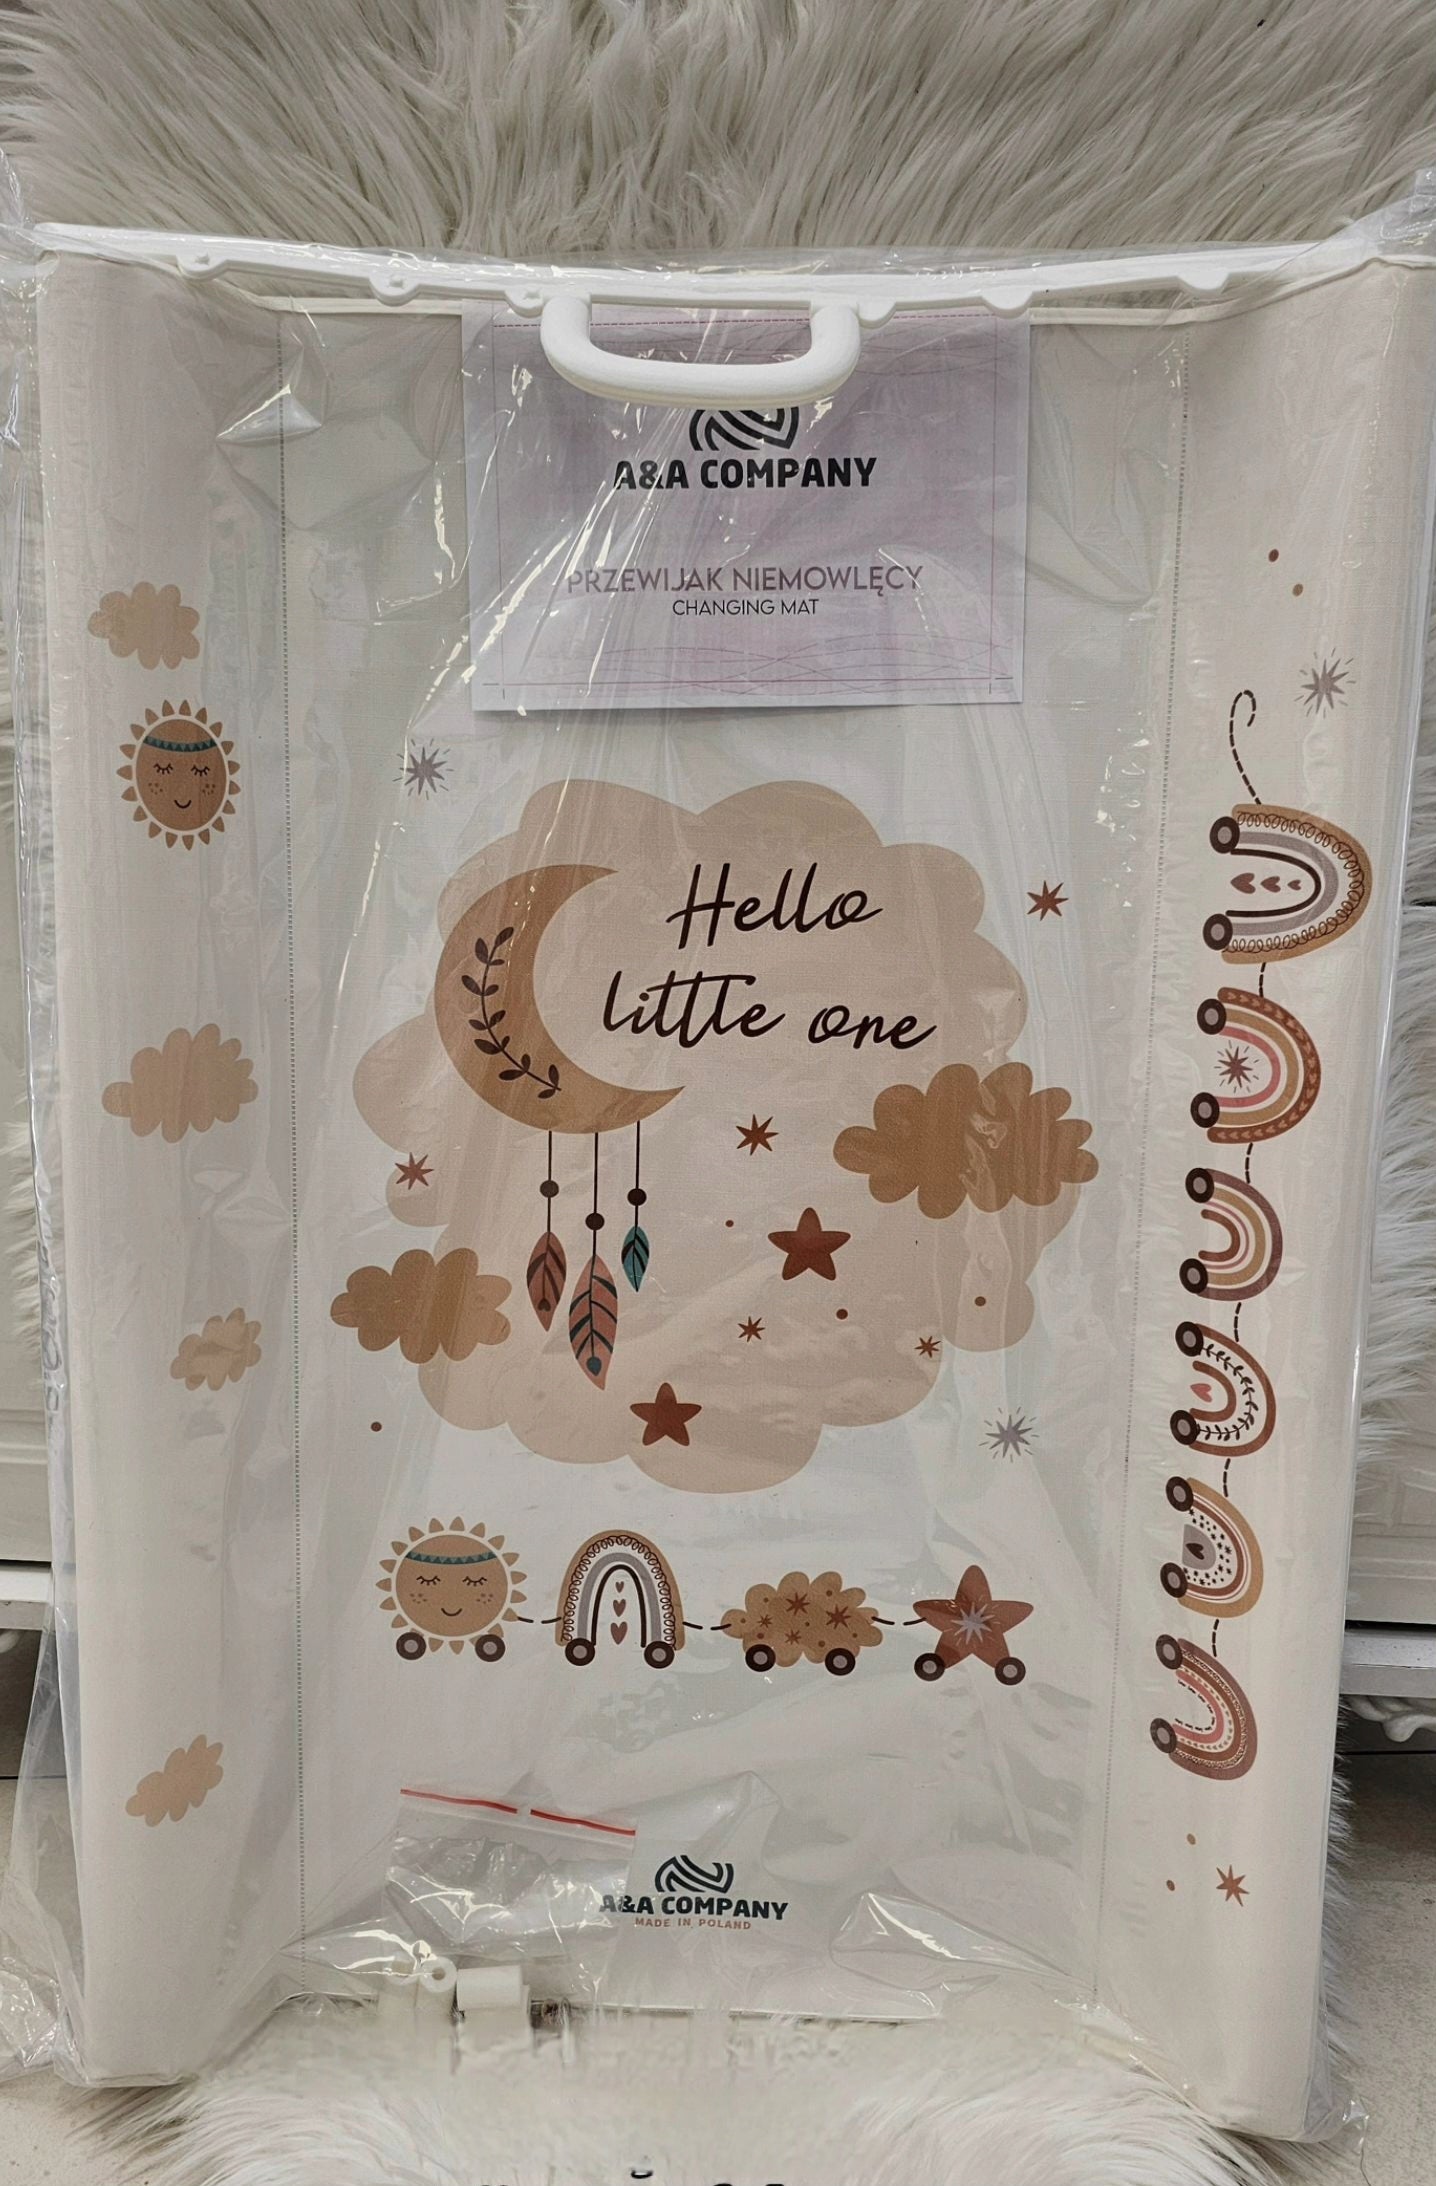 A&A COMPANY
PRZEWIJAK NIEMOWLĘCY
CHANGING MAT
Hello
little one
A&A COMPANY
MADE IN POLAND